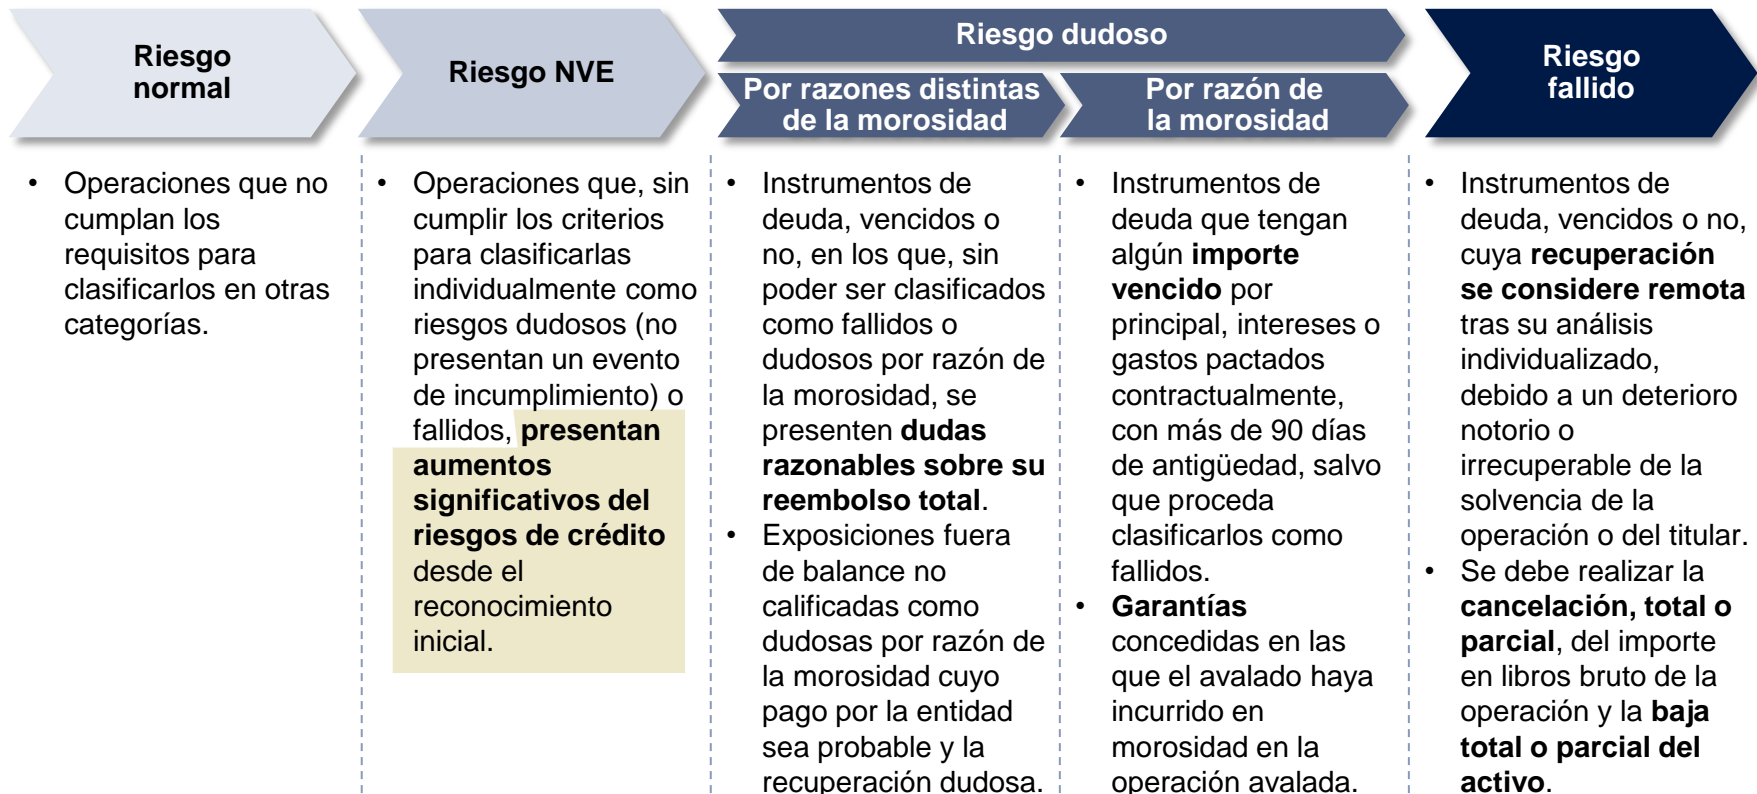 Riesgo
normal
Riesgo NVE
Riesgo dudoso
Por razones distintas
de la morosidad
Por razón de
la morosidad
Riesgo
fallido
• Operaciones que no
cumplan los
requisitos para
clasificarlos en otras
categorías.
• Operaciones que, sin
cumplir los criterios
para clasificarlas
individualmente como
riesgos dudosos (no
presentan un evento
de incumplimiento) o
fallidos, presentan
aumentos
significativos del
riesgos de crédito
desde el
reconocimiento
inicial.
• Instrumentos de
deuda, vencidos o
no, en los que, sin
poder ser clasificados
como fallidos o
dudosos por razón de
la morosidad, se
presenten dudas
razonables sobre su
reembolso total.
• Exposiciones fuera
de balance no
calificadas como
dudosas por razón de
la morosidad cuyo
pago por la entidad
sea probable y la
recuperación dudosa.
• Instrumentos de
deuda que tengan
algún importe
vencido por
principal, intereses o
gastos pactados
contractualmente,
con más de 90 días
de antigüedad, salvo
que proceda
clasificarlos como
fallidos.
• Garantías
concedidas en las
que el avalado haya
incurrido en
morosidad en la
operación avalada.
• Instrumentos de
deuda, vencidos o no,
cuya recuperación
se considere remota
tras su análisis
individualizado,
debido a un deterioro
notorio o
irrecuperable de la
solvencia de la
operación o del titular.
• Se debe realizar la
cancelación, total o
parcial, del importe
en libros bruto de la
operación y la baja
total o parcial del
activo.